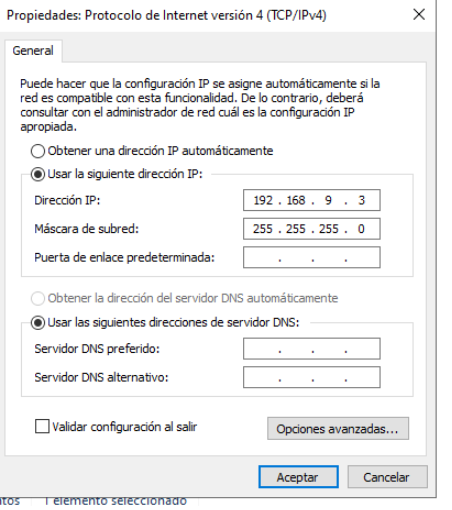 Propiedades: Protocolo de Internet versión 4 (TCP/IPv4)
General
Puede hacer que la configuración IP se asigne automáticamente si la
red es compatible con esta funcionalidad. De lo contrario, deberá
consultar con el administrador de red cuál es la configuración IP
apropiada.
Obtener una dirección IP automáticamente
Usar la siguiente dirección IP:
Dirección IP: 192 . 168 . 9 . 3
Máscara de subred: 255 . 255 . 255 . 0
Puerta de enlace predeterminada: . . .
Obtener la dirección del servidor DNS automáticamente
Usar las siguientes direcciones de servidor DNS:
Servidor DNS preferido: . . .
Servidor DNS alternativo: . . .
Validar configuración al salir Opciones avanzadas...
Aceptar Cancelar
1 elemento seleccionado